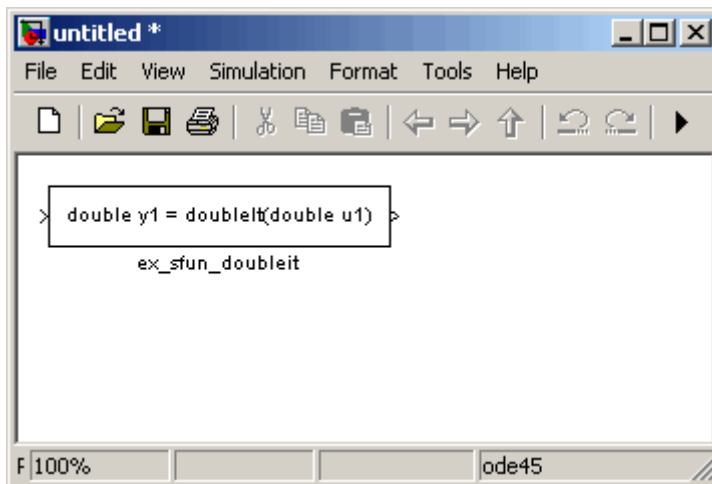 untitled *
File Edit View Simulation Format Tools Help
double y1 = doubleIt(double u1)
ex_sfun_doubleit
F 100% ode45